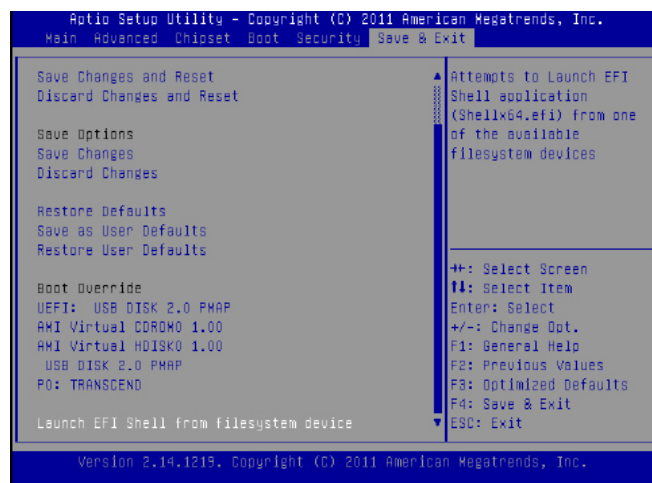 Aptio Setup Utility - Copyright (C) 2011 American Megatrends, Inc.
Main Advanced Chipset Boot Security Save & Exit
Save Changes and Reset
Discard Changes and Reset
Save Options
Save Changes
Discard Changes
Restore Defaults
Save as User Defaults
Restore User Defaults
Boot Override
UEFI: USB DISK 2.0 PMAP
AMI Virtual CDROM0 1.00
AMI Virtual HDISK0 1.00
USB DISK 2.0 PMAP
P0: TRANSCEND
Launch EFI Shell from filesystem device
Attempts to Launch EFI
Shell application
(Shellx64.efi) from one
of the available
filesystem devices
→←: Select Screen
↑↓: Select Item
Enter: Select
+/-: Change Opt.
F1: General Help
F2: Previous Values
F3: Optimized Defaults
F4: Save & Exit
ESC: Exit
Version 2.14.1219. Copyright (C) 2011 American Megatrends, Inc.